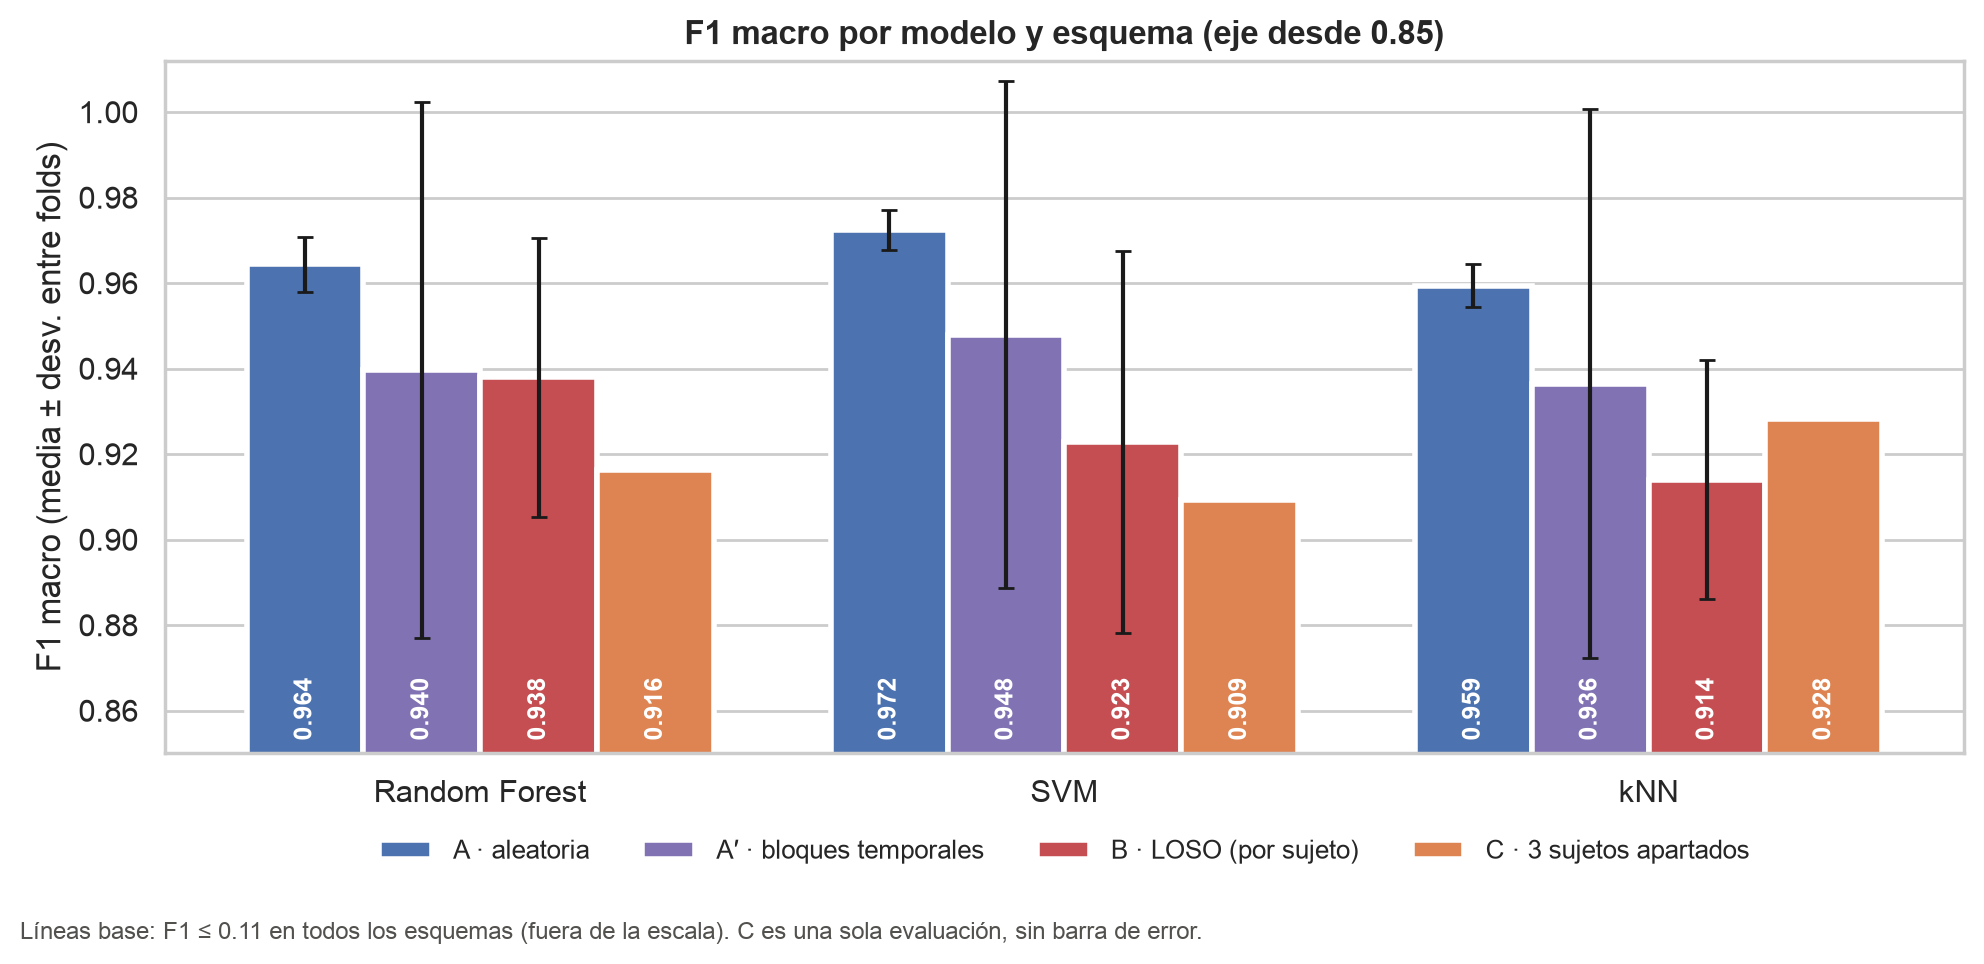 F1 macro por modelo y esquema (eje desde 0.85)
F1 macro (media ± desv. entre folds)
1.00
0.98
0.96
0.94
0.92
0.90
0.88
0.86
0.964
0.940
0.938
0.916
0.972
0.948
0.923
0.909
0.959
0.936
0.914
0.928
Random Forest
SVM
kNN
A · aleatoria
A′ · bloques temporales
B · LOSO (por sujeto)
C · 3 sujetos apartados
Líneas base: F1 ≤ 0.11 en todos los esquemas (fuera de la escala). C es una sola evaluación, sin barra de error.